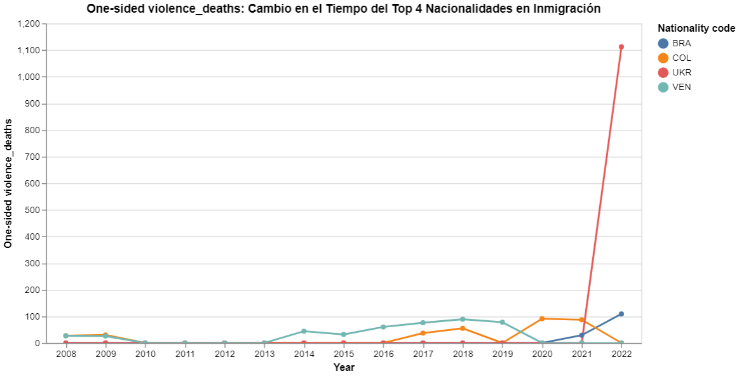 One-sided violence_deaths: Cambio en el Tiempo del Top 4 Nacionalidades en Inmigración
Nationality code
BRA
COL
UKR
VEN
One-sided violence_deaths
1,200
1,100
1,000
900
800
700
600
500
400
300
200
100
0
2008 2009 2010 2011 2012 2013 2014 2015 2016 2017 2018 2019 2020 2021 2022
Year